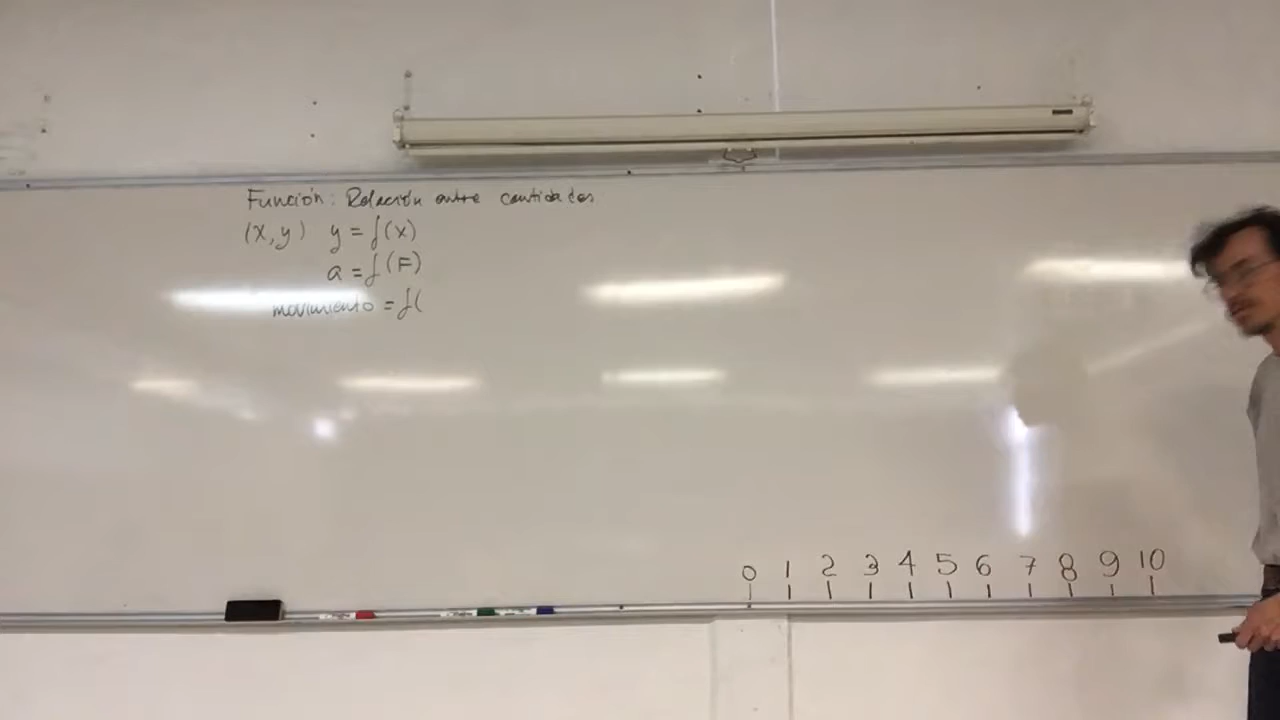 Función: Relación entre cantidades
(x,y) y = f(x)
a = f(F)
movimiento = f(
0 1 2 3 4 5 6 7 8 9 10